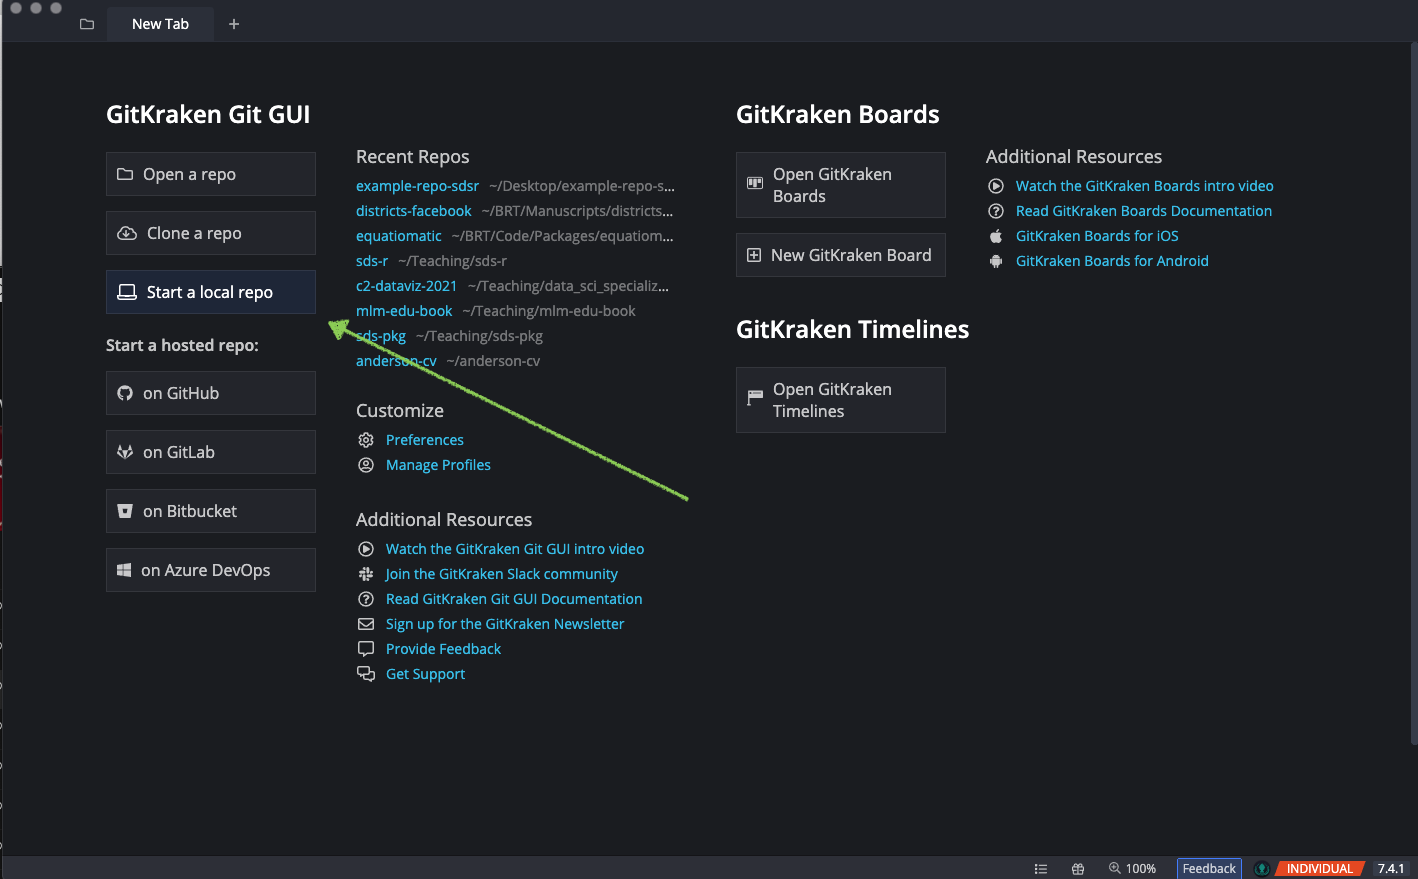 New Tab
GitKraken Git GUI
Open a repo
Clone a repo
Start a local repo
Start a hosted repo:
on GitHub
on GitLab
on Bitbucket
on Azure DevOps
Recent Repos
example-repo-sdsr ~/Desktop/example-repo-s...
districts-facebook ~/BRT/Manuscripts/districts...
equatiomatic ~/BRT/Code/Packages/equatiom...
sds-r ~/Teaching/sds-r
c2-dataviz-2021 ~/Teaching/data_sci_specializ...
mlm-edu-book ~/Teaching/mlm-edu-book
sds-pkg ~/Teaching/sds-pkg
anderson-cv ~/anderson-cv
Customize
Preferences
Manage Profiles
Additional Resources
Watch the GitKraken Git GUI intro video
Join the GitKraken Slack community
Read GitKraken Git GUI Documentation
Sign up for the GitKraken Newsletter
Provide Feedback
Get Support
GitKraken Boards
Open GitKraken
Boards
New GitKraken Board
Additional Resources
Watch the GitKraken Boards intro video
Read GitKraken Boards Documentation
GitKraken Boards for iOS
GitKraken Boards for Android
GitKraken Timelines
Open GitKraken
Timelines
100%
Feedback
INDIVIDUAL
7.4.1